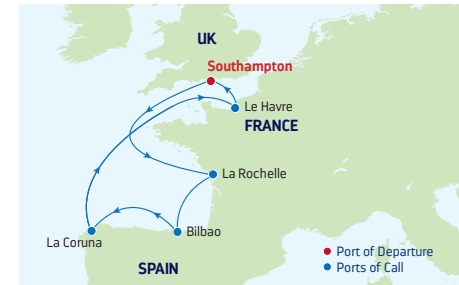 UK
Southampton
Le Havre
FRANCE
La Rochelle
Bilbao
La Coruna
SPAIN
Port of Departure
Ports of Call